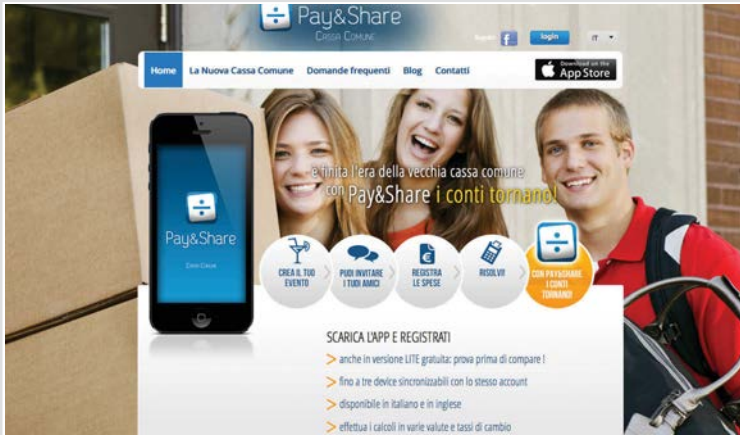 Pay&Share
CASSA COMUNE
login
IT
Home
La Nuova Cassa Comune
Domande frequenti
Blog
Contatti
Download on the
App Store
è finita l'era della vecchia cassa comune
con Pay&Share i conti tornano!
Pay&Share
CREA IL TUO
EVENTO
PUOI INVITARE
I TUOI AMICI
REGISTRA
LE SPESE
RISOLVI!
CON PAY&SHARE
I CONTI
TORNANO!
SCARICA L'APP E REGISTRATI
> anche in versione LITE gratuita: prova prima di compare !
> fino a tre device sincronizzabili con lo stesso account
> disponibile in italiano e in inglese
> effettua i calcoli in varie valute e tassi di cambio